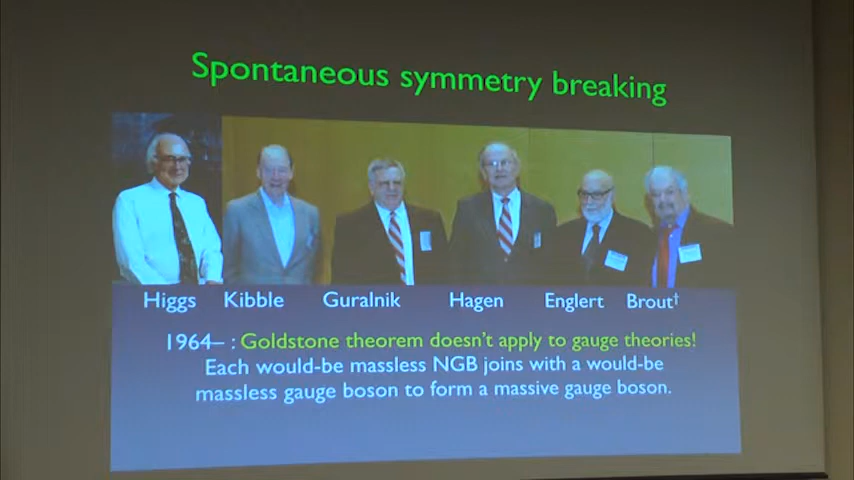 Spontaneous symmetry breaking
Higgs Kibble Guralnik Hagen Englert Brout†
1964– : Goldstone theorem doesn't apply to gauge theories!
Each would-be massless NGB joins with a would-be
massless gauge boson to form a massive gauge boson.